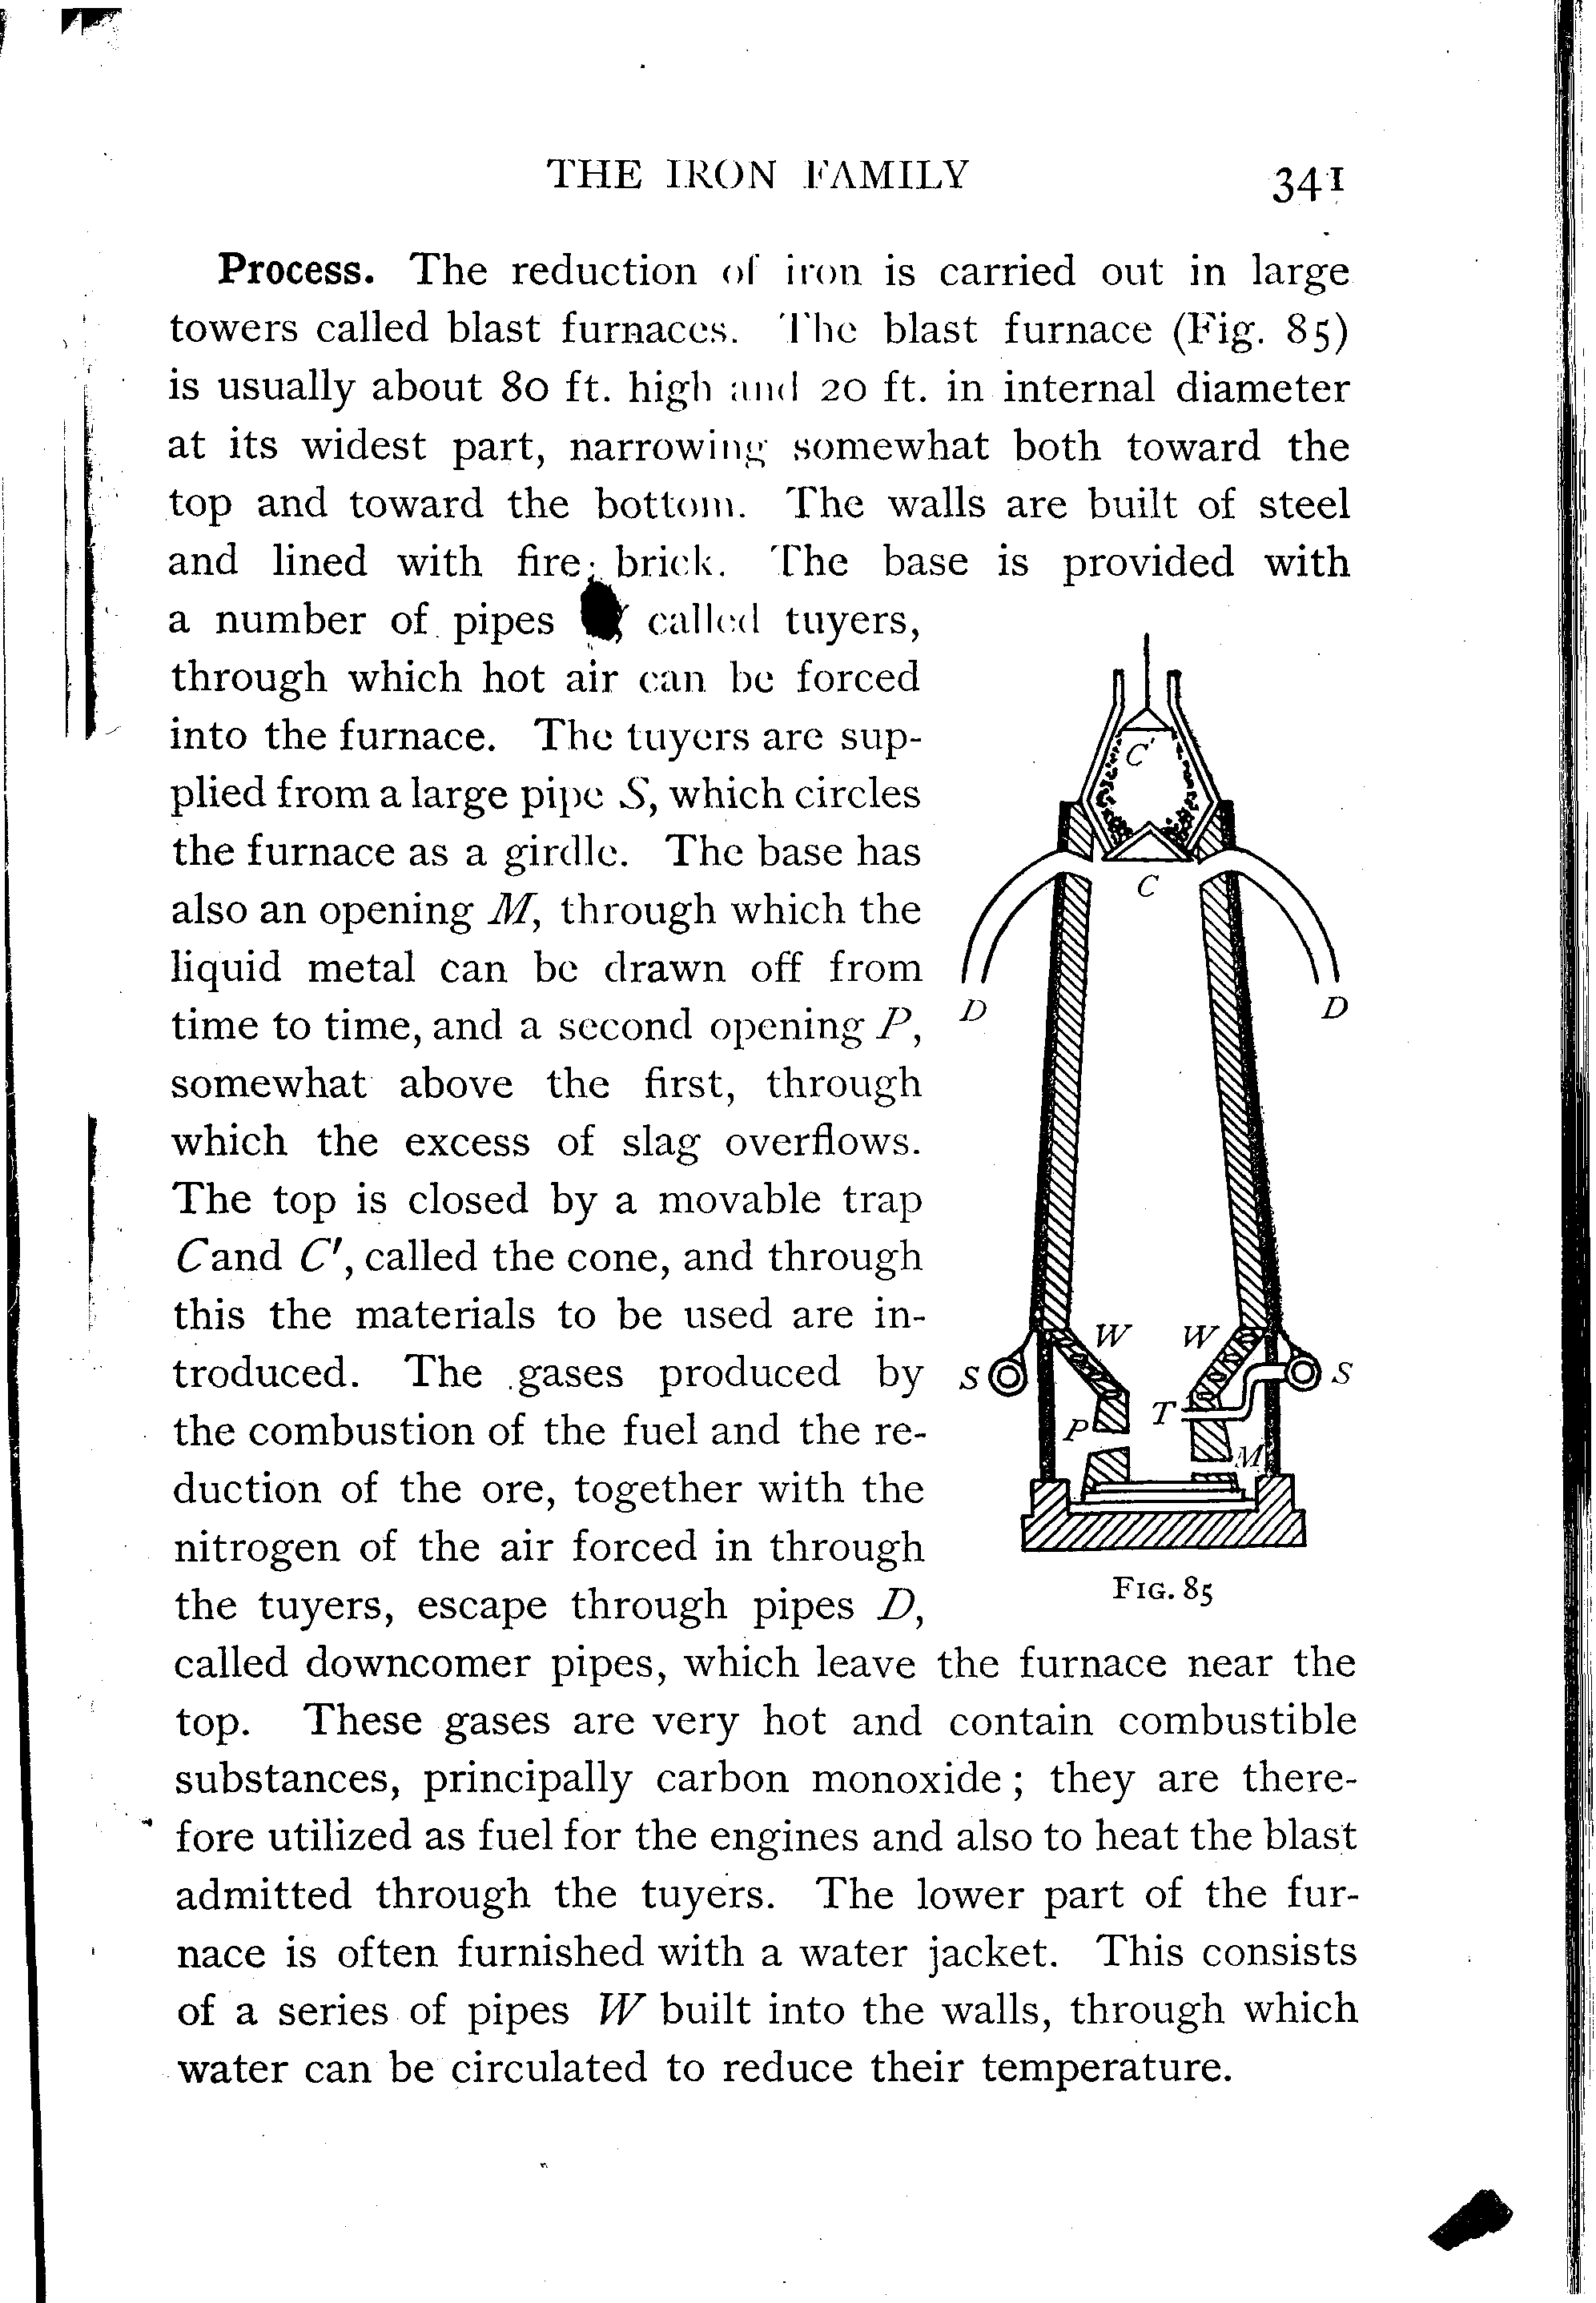 THE IRON FAMILY 341
Process. The reduction of iron is carried out in large
towers called blast furnaces. The blast furnace (Fig. 85)
is usually about 80 ft. high and 20 ft. in internal diameter
at its widest part, narrowing somewhat both toward the
top and toward the bottom. The walls are built of steel
and lined with fire brick. The base is provided with
a number of pipes called tuyers,
through which hot air can be forced
into the furnace. The tuyers are sup-
plied from a large pipe S, which circles
the furnace as a girdle. The base has
also an opening M, through which the
liquid metal can be drawn off from
time to time, and a second opening P,
somewhat above the first, through
which the excess of slag overflows.
The top is closed by a movable trap
C and C', called the cone, and through
this the materials to be used are in-
troduced. The gases produced by
the combustion of the fuel and the re-
duction of the ore, together with the
nitrogen of the air forced in through
the tuyers, escape through pipes D,
called downcomer pipes, which leave the furnace near the
top. These gases are very hot and contain combustible
substances, principally carbon monoxide; they are there-
fore utilized as fuel for the engines and also to heat the blast
admitted through the tuyers. The lower part of the fur-
nace is often furnished with a water jacket. This consists
of a series of pipes W built into the walls, through which
water can be circulated to reduce their temperature.
C'
C
D D
W W
S S
P T
M
FIG. 85